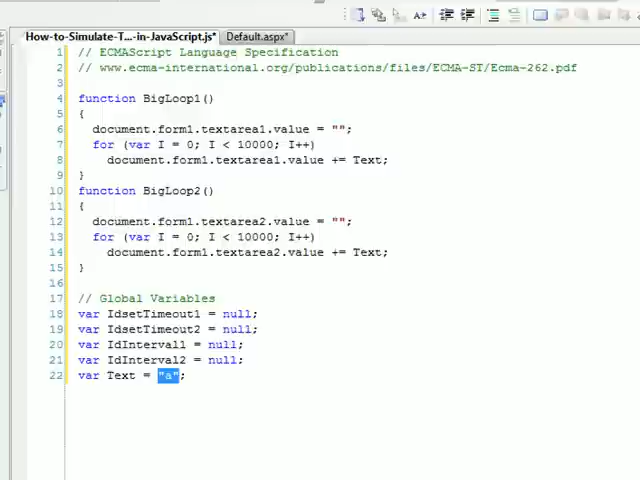 How-to-Simulate-T...-in-JavaScript.js* Default.aspx*
1 // ECMAScript Language Specification
2 // www.ecma-international.org/publications/files/ECMA-ST/Ecma-262.pdf
3
4 function BigLoop1()
5 {
6 document.form1.textarea1.value = "";
7 for (var I = 0; I < 10000; I++)
8 document.form1.textarea1.value += Text;
9 }
10 function BigLoop2()
11 {
12 document.form1.textarea2.value = "";
13 for (var I = 0; I < 10000; I++)
14 document.form1.textarea2.value += Text;
15 }
16
17 // Global Variables
18 var IdsetTimeout1 = null;
19 var IdsetTimeout2 = null;
20 var IdInterval1 = null;
21 var IdInterval2 = null;
22 var Text = "a";